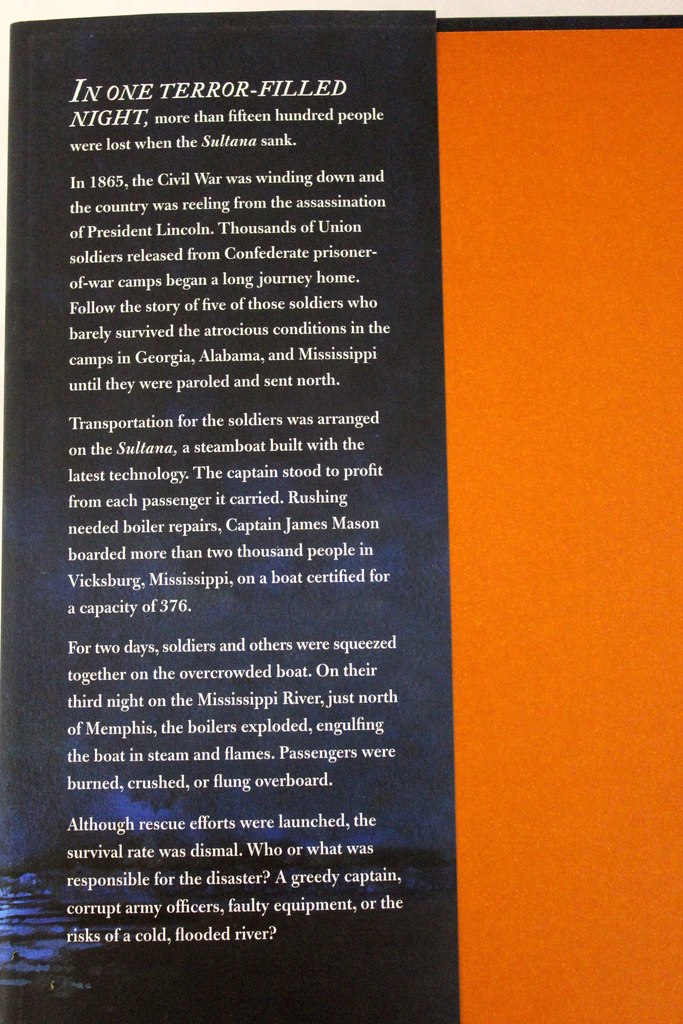 IN ONE TERROR-FILLED
NIGHT, more than fifteen hundred people
were lost when the Sultana sank.
In 1865, the Civil War was winding down and
the country was reeling from the assassination
of President Lincoln. Thousands of Union
soldiers released from Confederate prisoner-
of-war camps began a long journey home.
Follow the story of five of those soldiers who
barely survived the atrocious conditions in the
camps in Georgia, Alabama, and Mississippi
until they were paroled and sent north.
Transportation for the soldiers was arranged
on the Sultana, a steamboat built with the
latest technology. The captain stood to profit
from each passenger it carried. Rushing
needed boiler repairs, Captain James Mason
boarded more than two thousand people in
Vicksburg, Mississippi, on a boat certified for
a capacity of 376.
For two days, soldiers and others were squeezed
together on the overcrowded boat. On their
third night on the Mississippi River, just north
of Memphis, the boilers exploded, engulfing
the boat in steam and flames. Passengers were
burned, crushed, or flung overboard.
Although rescue efforts were launched, the
survival rate was dismal. Who or what was
responsible for the disaster? A greedy captain,
corrupt army officers, faulty equipment, or the
risks of a cold, flooded river?